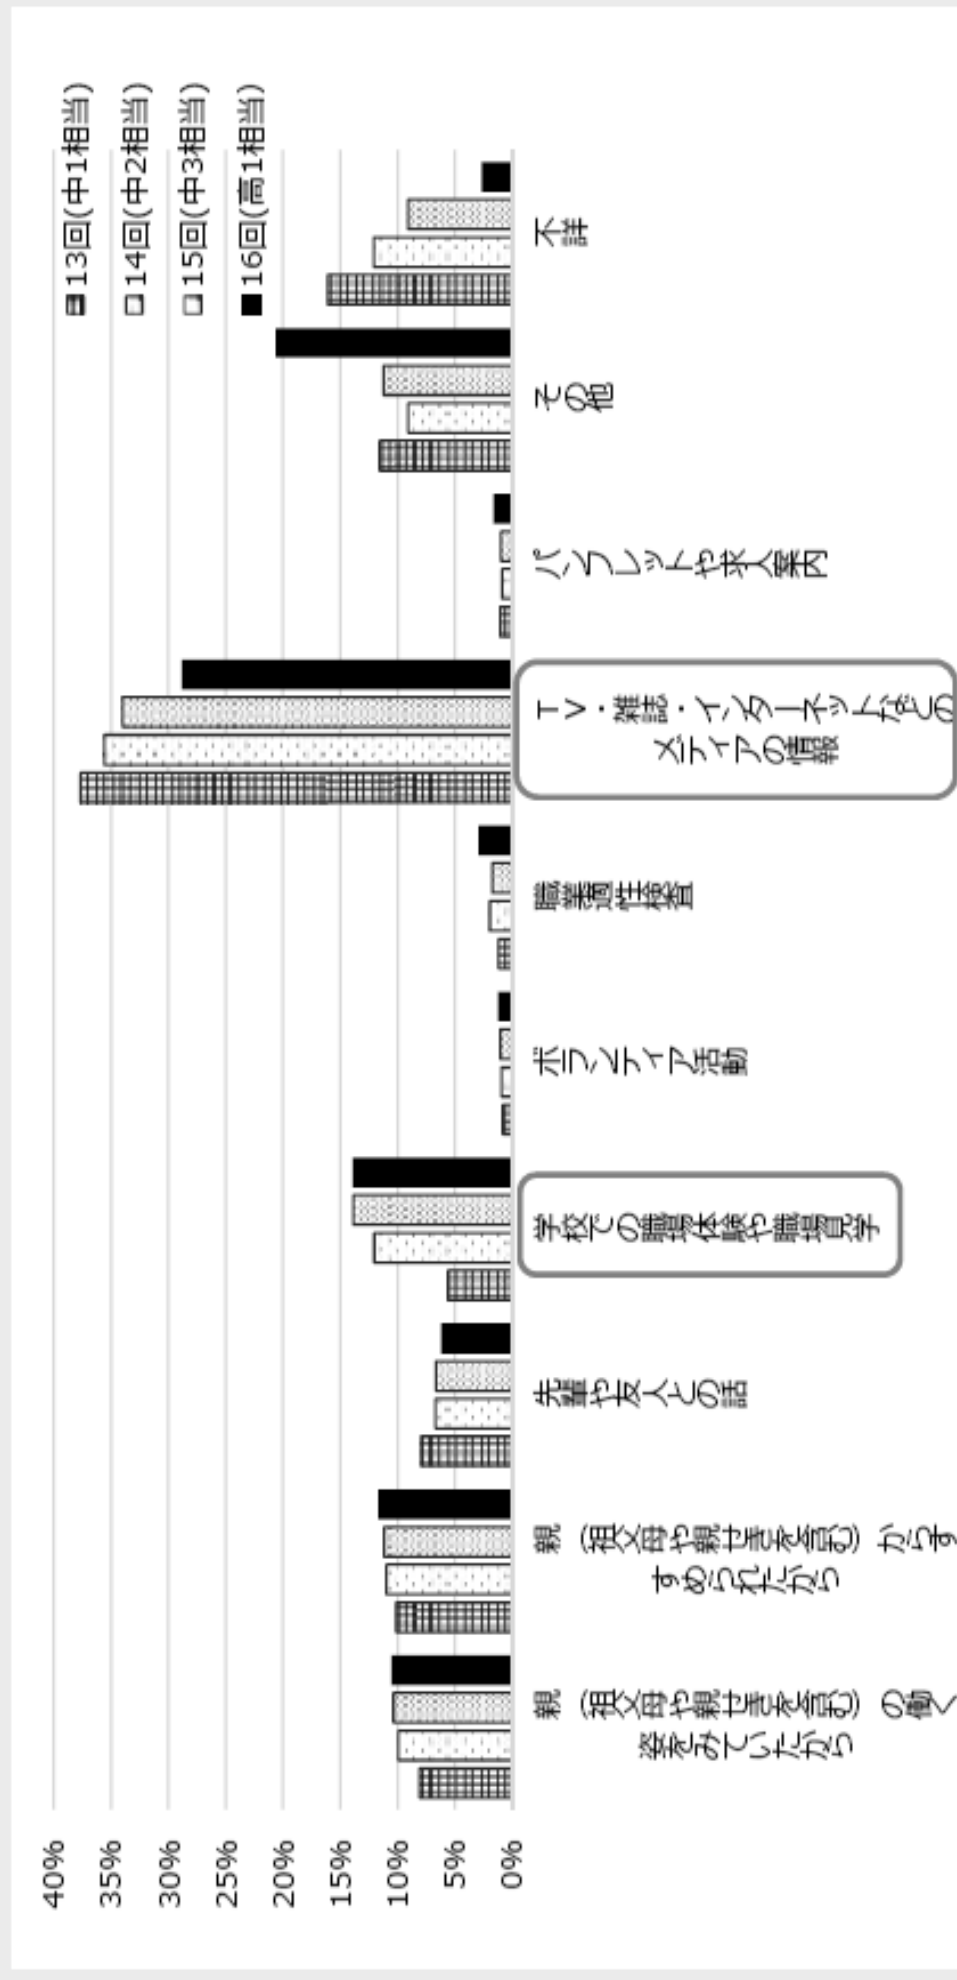 40%
35%
30%
25%
20%
15%
10%
5%
0%
13回(中1相当)
14回(中2相当)
15回(中3相当)
16回(高1相当)
親（祖父母や親せきを含む）の働く
姿をみていたから
親（祖父母や親せきを含む）からす
すめられたから
先輩や友人との話
学校での職場体験や職場見学
ボランティア活動
職業適性検査
ＴＶ・雑誌・インターネットなどの
メディアの情報
パンフレットや求人案内
その他
不詳